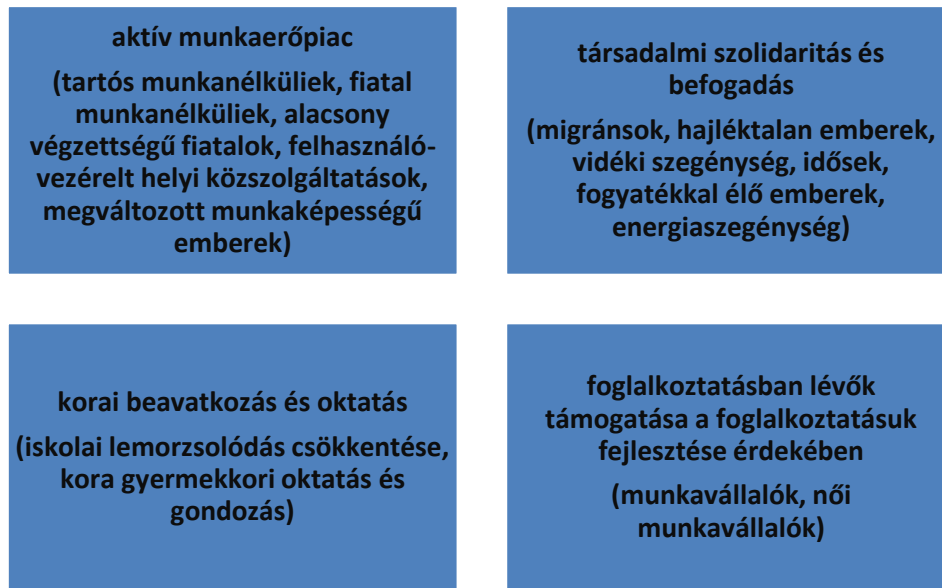 aktív munkaerőpiac
(tartós munkanélküliek, fiatal
munkanélküliek, alacsony
végzettségű fiatalok, felhasználó-
vezérelt helyi közszolgáltatások,
megváltozott munkaképességű
emberek)
társadalmi szolidaritás és
befogadás
(migránsok, hajléktalan emberek,
vidéki szegénység, idősek,
fogyatékkal élő emberek,
energiaszegénység)
korai beavatkozás és oktatás
(iskolai lemorzsolódás csökkentése,
kora gyermekkori oktatás és
gondozás)
foglalkoztatásban lévők
támogatása a foglalkoztatásuk
fejlesztése érdekében
(munkavállalók, női
munkavállalók)